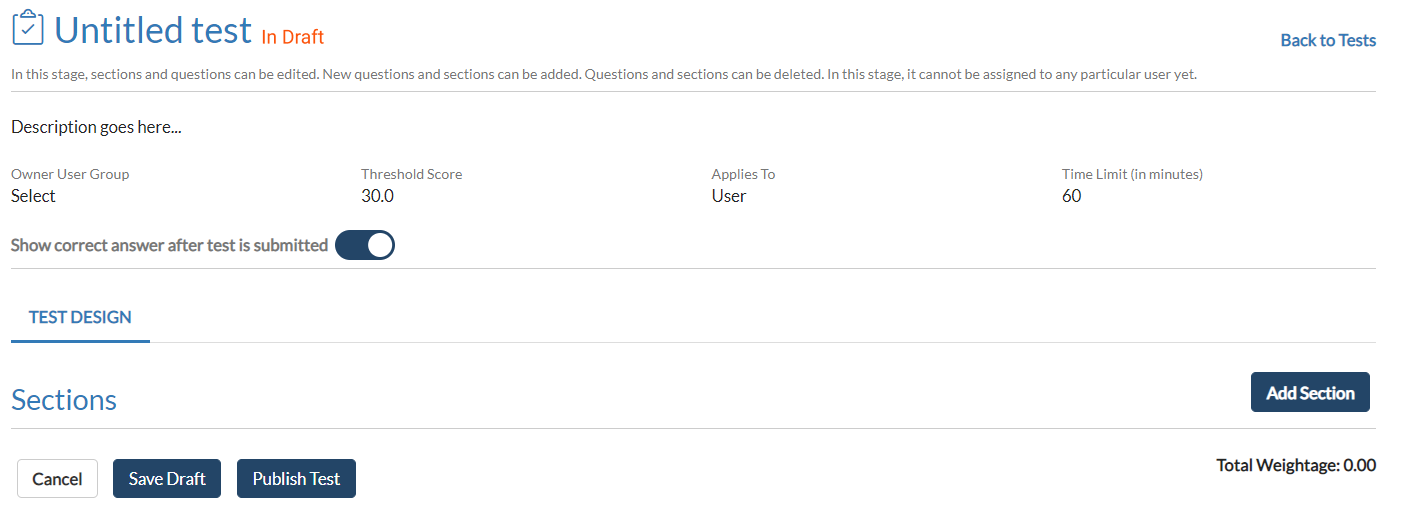 Untitled test In Draft
Back to Tests
In this stage, sections and questions can be edited. New questions and sections can be added. Questions and sections can be deleted. In this stage, it cannot be assigned to any particular user yet.
Description goes here...
Owner User Group Threshold Score Applies To Time Limit (in minutes)
Select 30.0 User 60
Show correct answer after test is submitted
TEST DESIGN
Sections
Add Section
Cancel Save Draft Publish Test
Total Weightage: 0.00